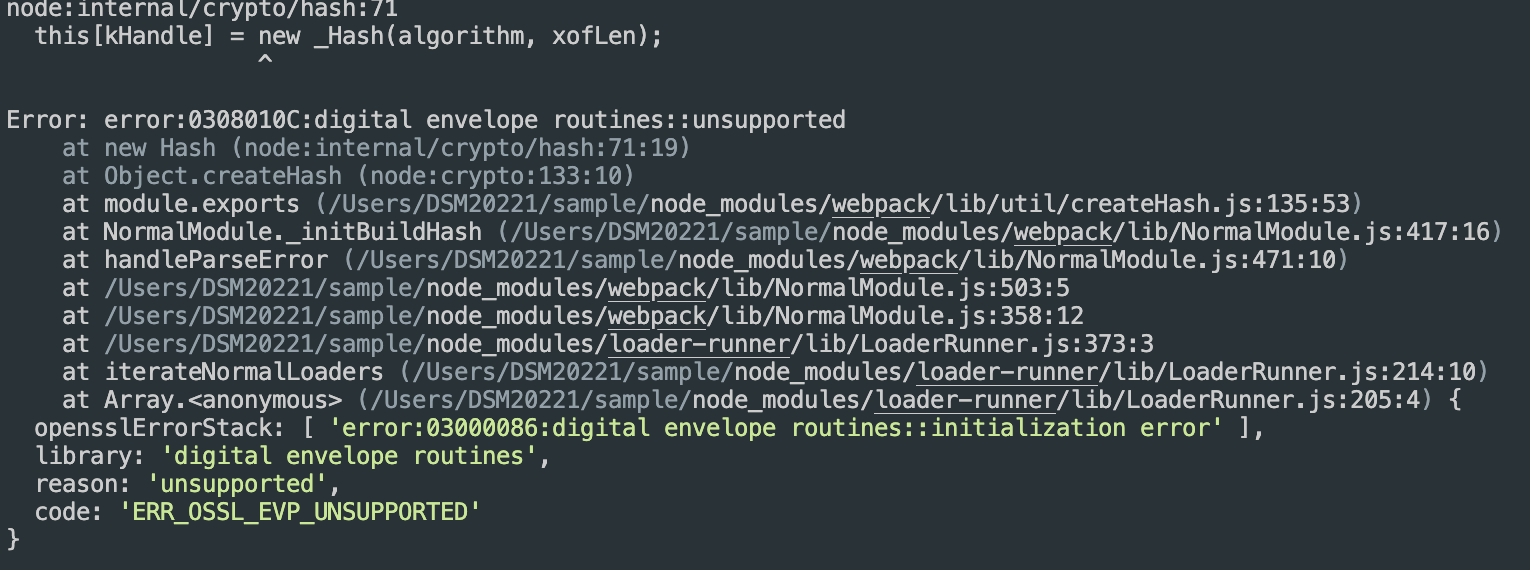 node:internal/crypto/hash:71
  this[kHandle] = new _Hash(algorithm, xofLen);
                  ^

Error: error:0308010C:digital envelope routines::unsupported
    at new Hash (node:internal/crypto/hash:71:19)
    at Object.createHash (node:crypto:133:10)
    at module.exports (/Users/DSM20221/sample/node_modules/webpack/lib/util/createHash.js:135:53)
    at NormalModule._initBuildHash (/Users/DSM20221/sample/node_modules/webpack/lib/NormalModule.js:417:16)
    at handleParseError (/Users/DSM20221/sample/node_modules/webpack/lib/NormalModule.js:471:10)
    at /Users/DSM20221/sample/node_modules/webpack/lib/NormalModule.js:503:5
    at /Users/DSM20221/sample/node_modules/webpack/lib/NormalModule.js:358:12
    at /Users/DSM20221/sample/node_modules/loader-runner/lib/LoaderRunner.js:373:3
    at iterateNormalLoaders (/Users/DSM20221/sample/node_modules/loader-runner/lib/LoaderRunner.js:214:10)
    at Array.<anonymous> (/Users/DSM20221/sample/node_modules/loader-runner/lib/LoaderRunner.js:205:4) {
  opensslErrorStack: [ 'error:03000086:digital envelope routines::initialization error' ],
  library: 'digital envelope routines',
  reason: 'unsupported',
  code: 'ERR_OSSL_EVP_UNSUPPORTED'
}